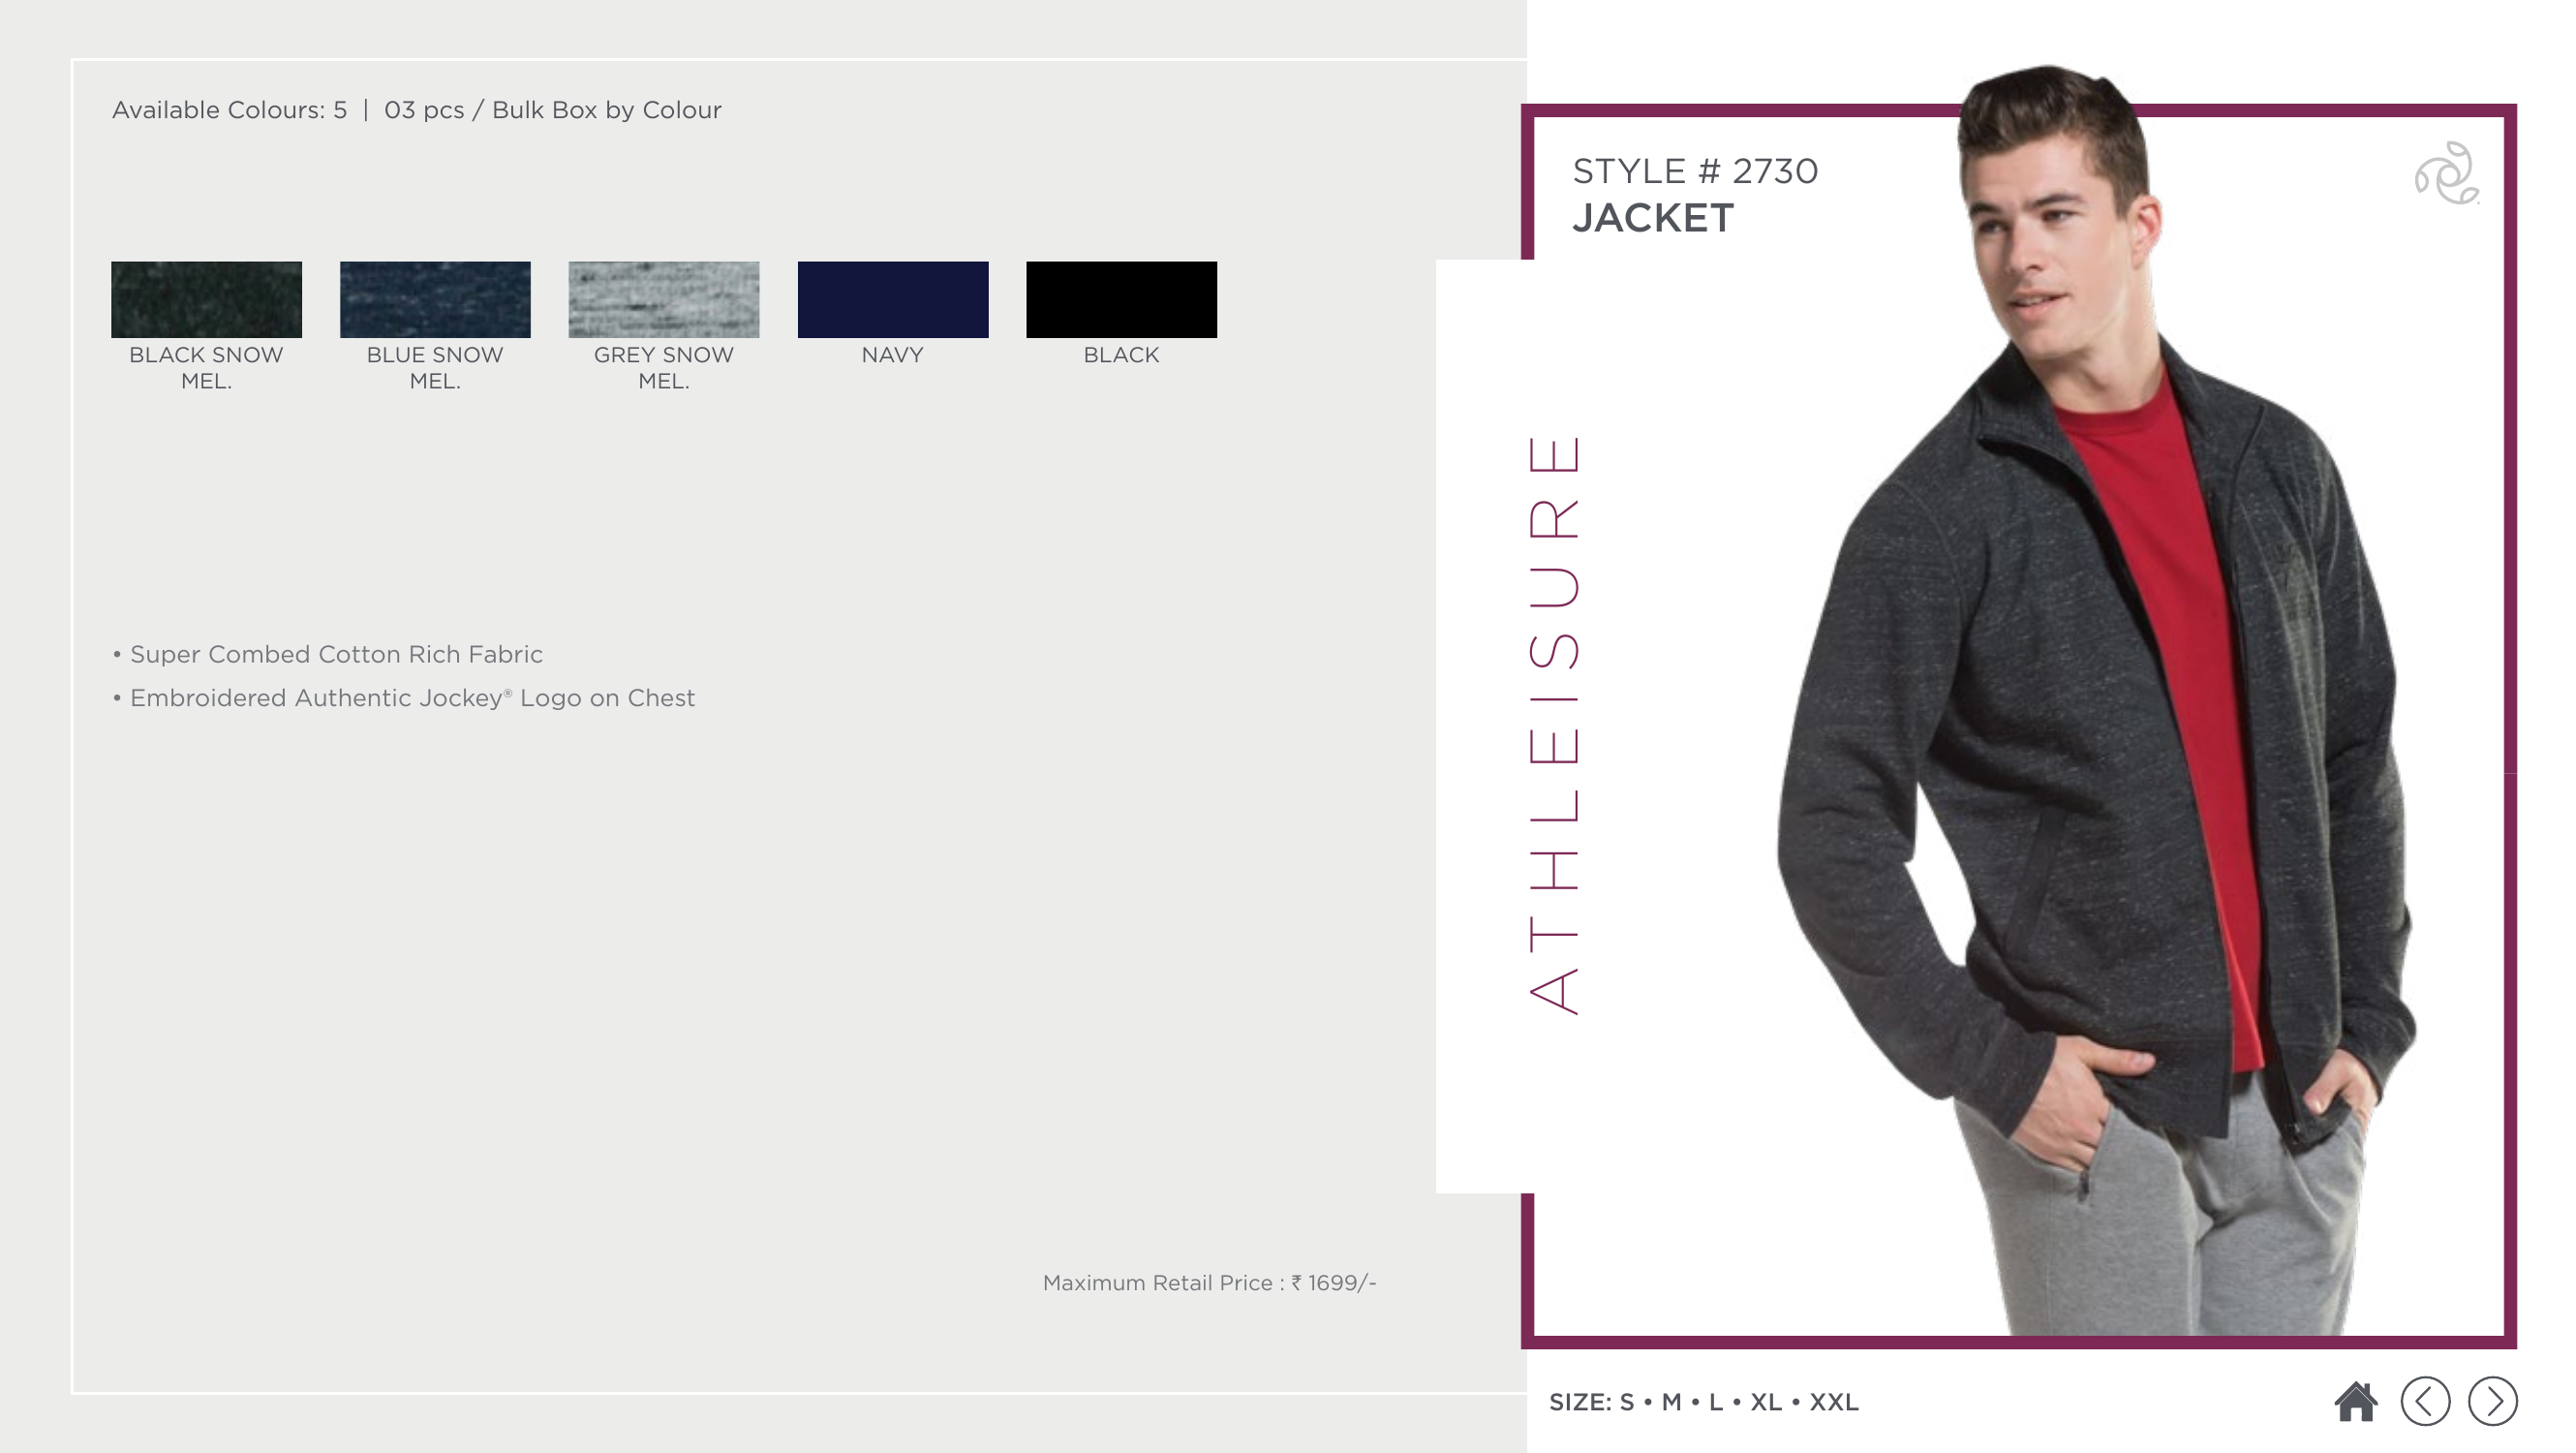 Available Colours: 5 | 03 pcs / Bulk Box by Colour
BLACK SNOW
MEL.
BLUE SNOW
MEL.
GREY SNOW
MEL.
NAVY
BLACK
• Super Combed Cotton Rich Fabric
• Embroidered Authentic Jockey® Logo on Chest
Maximum Retail Price : ₹ 1699/-
STYLE # 2730
JACKET
ATHLEISURE
SIZE: S • M • L • XL • XXL